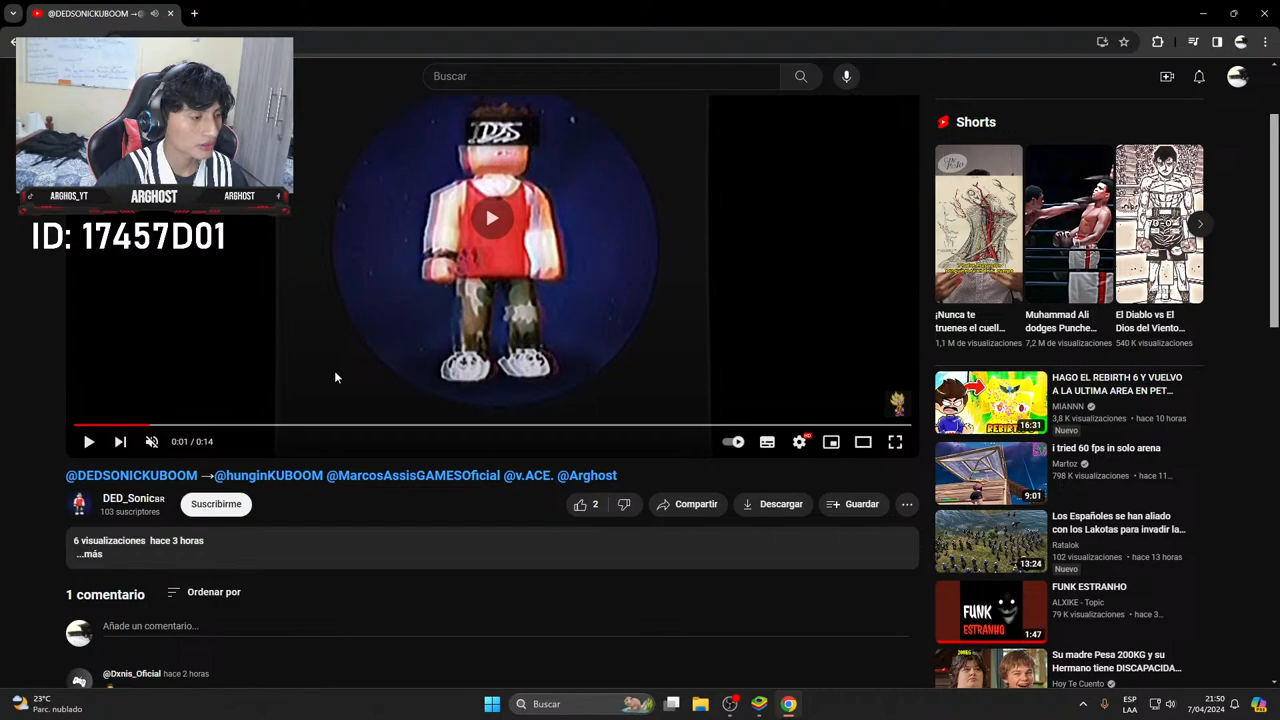 @DEDSONICKUBOOM →
Buscar
ARGHOS_YT
ARGHOST
ARGHOST
ID: 17457D01
DDS
Shorts
¡Nunca te
truenes el cuell...
1,1 M de visualizaciones
Muhammad Ali
dodges Punche...
7,2 M de visualizaciones
El Diablo vs El
Dios del Viento...
540 K visualizaciones
0:01 / 0:14
HD
@DEDSONICKUBOOM →@hunginKUBOOM @MarcosAssisGAMESOficial @v.ACE. @Arghost
DED_SonicBR
103 suscriptores
Suscribirme
2
Compartir
Descargar
Guardar
6 visualizaciones hace 3 horas
...más
1 comentario
Ordenar por
Añade un comentario...
@Dxnis_Oficial hace 2 horas
16:31
HAGO EL REBIRTH 6 Y VUELVO
A LA ULTIMA AREA EN PET...
MIANNN
3,8 K visualizaciones • hace 10 horas
Nuevo
9:01
i tried 60 fps in solo arena
Martoz
798 K visualizaciones • hace 11...
13:24
Los Españoles se han aliado
con los Lakotas para invadir la...
Ratalok
102 visualizaciones • hace 13 horas
Nuevo
FUNK
ESTRANHO
1:47
FUNK ESTRANHO
ALXIKE - Topic
79 K visualizaciones • hace 3...
Su madre Pesa 200KG y su
Hermano tiene DISCAPACIDA...
Hoy Te Cuento
23°C
Parc. nublado
Buscar
ESP
LAA
21:50
7/04/2024